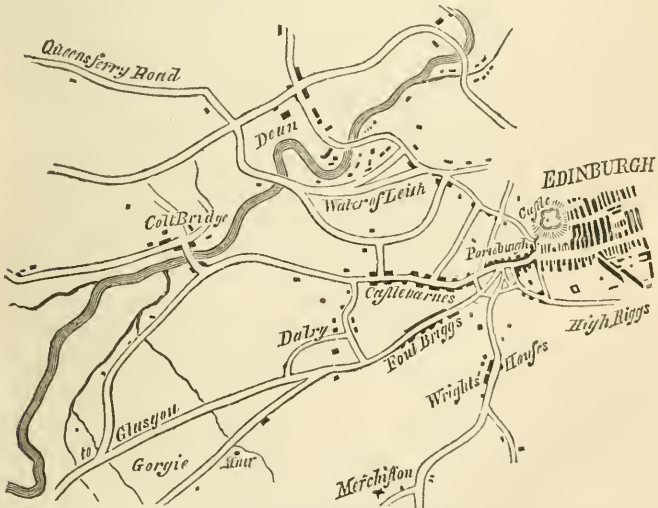 Queensferry Road
Deun
EDINBURGH
Castle
Water of Leith
Colt Bridge
Portsburgh
Castlebarnes
High Riggs
Dalry
Foul Briggs
Wrights Houses
to Glasgow
Gorgie Muir
Merchiston